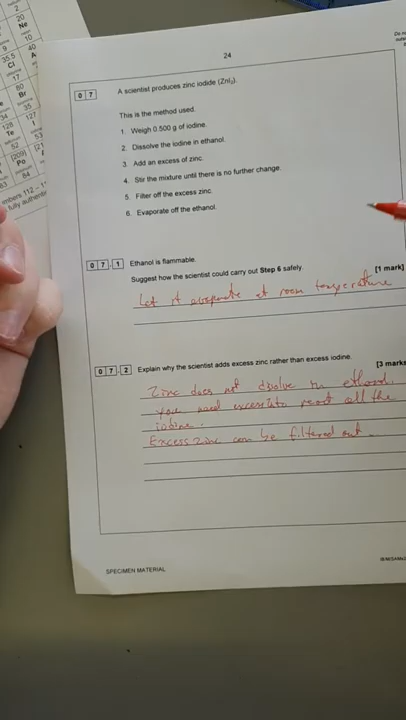 24
0 7
A scientist produces zinc iodide (ZnI₂).
This is the method used.
1. Weigh 0.500 g of iodine.
2. Dissolve the iodine in ethanol.
3. Add an excess of zinc.
4. Stir the mixture until there is no further change.
5. Filter off the excess zinc.
6. Evaporate off the ethanol.
0 7 . 1 Ethanol is flammable.
Suggest how the scientist could carry out Step 6 safely.
[1 mark]
Let it evaporate at room temperature
0 7 . 2 Explain why the scientist adds excess zinc rather than excess iodine.
[3 marks
Zinc does not dissolve in ethanol.
You need excess to react all the
iodine.
Excess zinc can be filtered out.
SPECIMEN MATERIAL